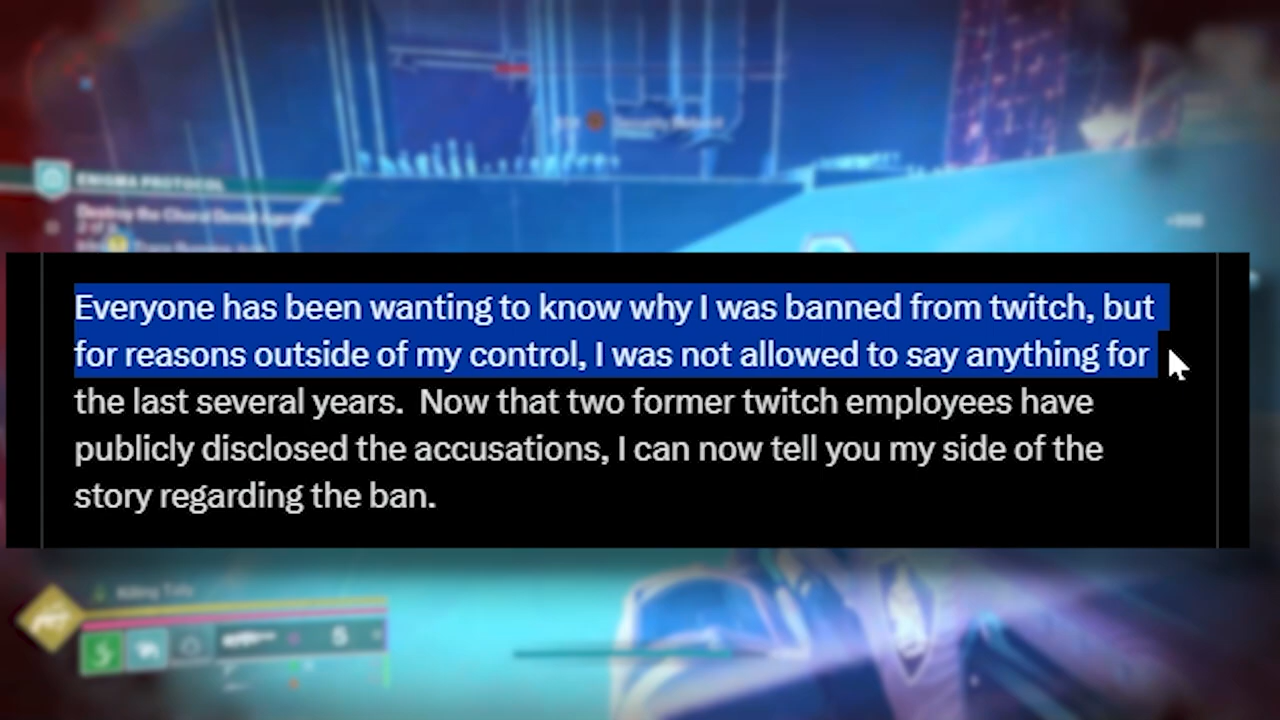 ENIGMA PROTOCOL
Everyone has been wanting to know why I was banned from twitch, but
for reasons outside of my control, I was not allowed to say anything for
the last several years.  Now that two former twitch employees have
publicly disclosed the accusations, I can now tell you my side of the
story regarding the ban.
5